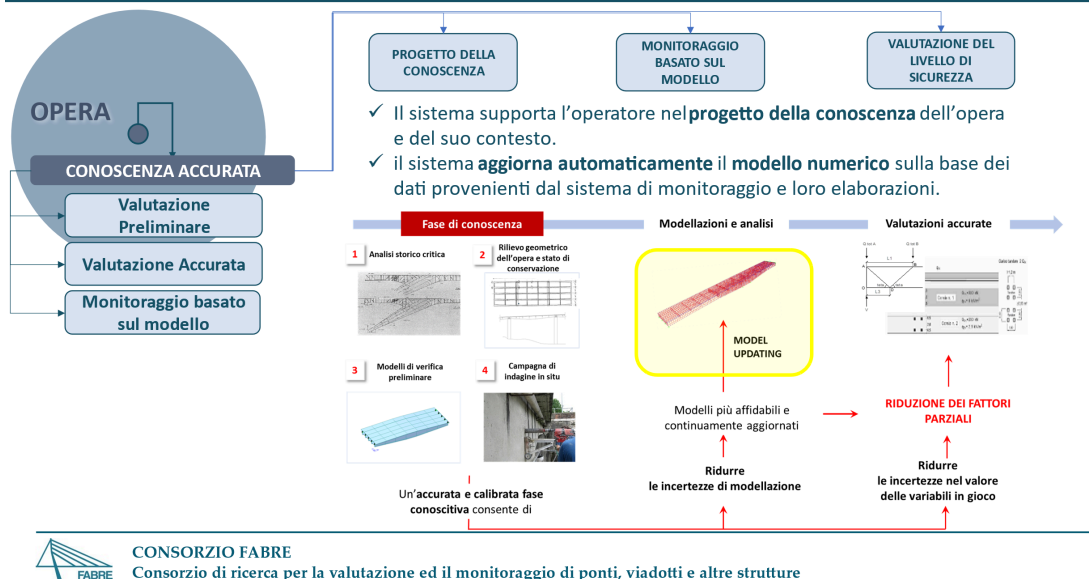 OPERA
CONOSCENZA ACCURATA
Valutazione
Preliminare
Valutazione Accurata
Monitoraggio basato
sul modello
PROGETTO DELLA
CONOSCENZA
MONITORAGGIO
BASATO SUL
MODELLO
VALUTAZIONE DEL
LIVELLO DI
SICUREZZA
✓ Il sistema supporta l'operatore nel progetto della conoscenza dell'opera
e del suo contesto.
✓ il sistema aggiorna automaticamente il modello numerico sulla base dei
dati provenienti dal sistema di monitoraggio e loro elaborazioni.
Fase di conoscenza
Modellazioni e analisi
Valutazioni accurate
1 Analisi storico critica
2 Rilievo geometrico
dell'opera e stato di
conservazione
3 Modelli di verifica
preliminare
4 Campagna di
indagine in situ
MODEL
UPDATING
Modelli più affidabili e
continuamente aggiornati
RIDUZIONE DEI FATTORI
PARZIALI
Ridurre
le incertezze di modellazione
Ridurre
le incertezze nel valore
delle variabili in gioco
Un'accurata e calibrata fase
conoscitiva consente di
FABRE
CONSORZIO FABRE
Consorzio di ricerca per la valutazione ed il monitoraggio di ponti, viadotti e altre strutture